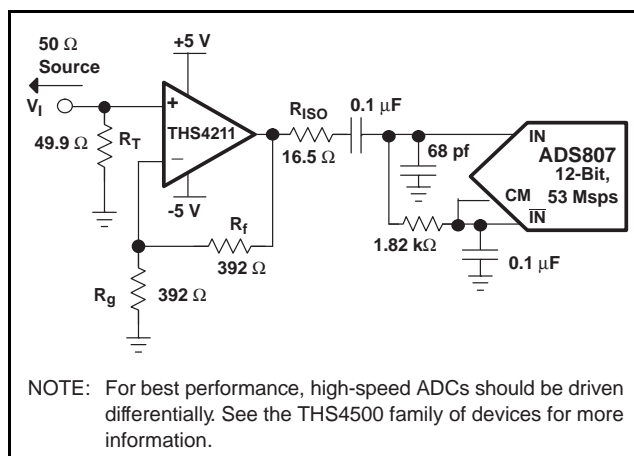 50 Ω
Source
+5 V
V_I
+
THS4211
−
-5 V
49.9 Ω
R_T
R_ISO
16.5 Ω
0.1 μF
68 pf
IN
ADS807
12-Bit,
53 Msps
CM
I̅N̅
1.82 kΩ
0.1 μF
R_f
392 Ω
R_g
392 Ω
NOTE: For best performance, high-speed ADCs should be driven
differentially. See the THS4500 family of devices for more
information.